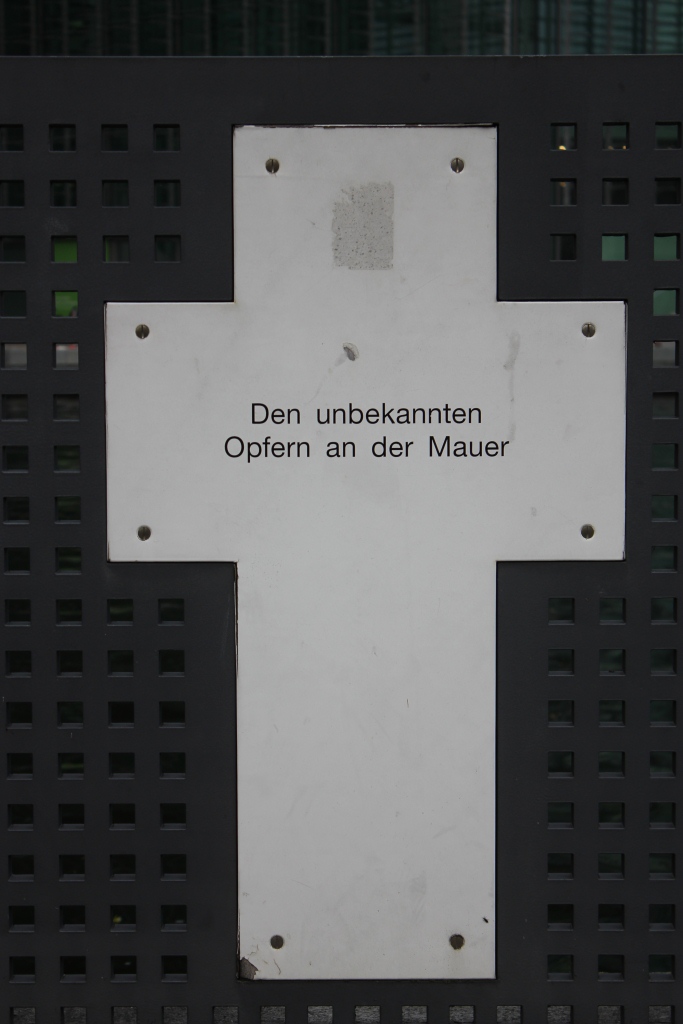 Den unbekannten
Opfern an der Mauer